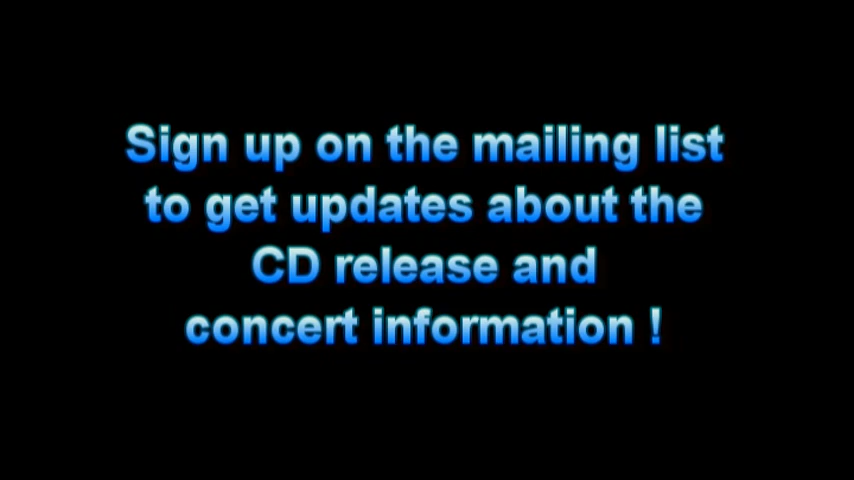 Sign up on the mailing list
to get updates about the
CD release and
concert information !